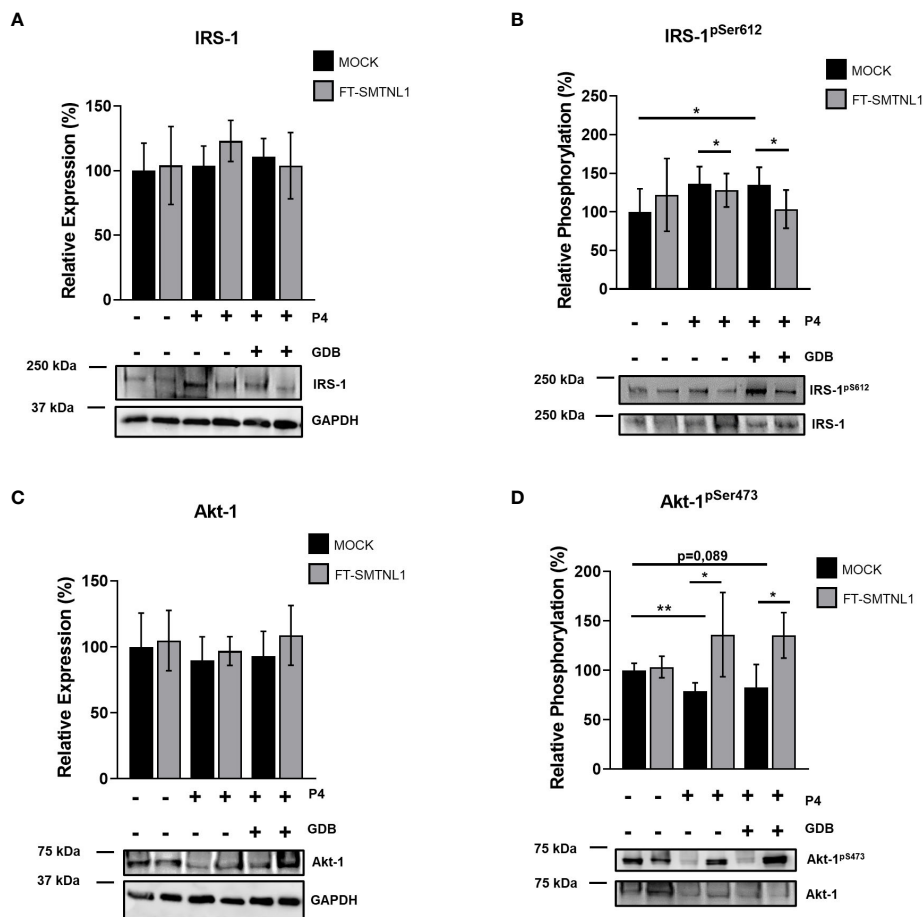 A
IRS-1
MOCK
FT-SMTNL1
Relative Expression (%)
150
100
50
0
- - + + + + P4
- - - - + + GDB
250 kDa
IRS-1
37 kDa
GAPDH
B
IRS-1pSer612
MOCK
FT-SMTNL1
Relative Phosphorylation (%)
250
200
150
100
50
0
*
* *
- - + + + + P4
- - - - + + GDB
250 kDa
IRS-1pS612
250 kDa
IRS-1
C
Akt-1
MOCK
FT-SMTNL1
Relative Expression (%)
150
100
50
0
- - + + + + P4
- - - - + + GDB
75 kDa
Akt-1
37 kDa
GAPDH
D
Akt-1pSer473
MOCK
FT-SMTNL1
Relative Phosphorylation (%)
200
150
100
50
0
p=0,089
*
** *
- - + + + + P4
- - - - + + GDB
75 kDa
Akt-1pS473
75 kDa
Akt-1